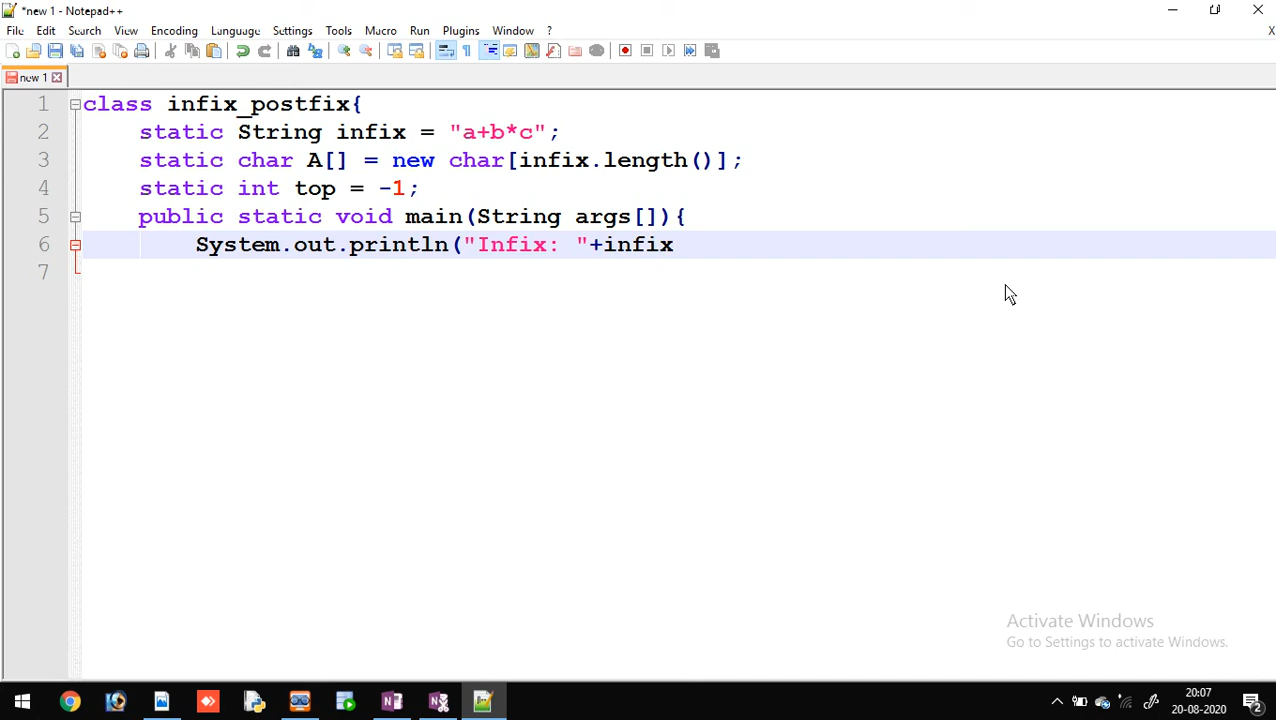 *new 1 - Notepad++
File Edit Search View Encoding Language Settings Tools Macro Run Plugins Window ? X
new 1
1 class infix_postfix{
2 static String infix = "a+b*c";
3 static char A[] = new char[infix.length()];
4 static int top = -1;
5 public static void main(String args[]){
6 System.out.println("Infix: "+infix
7
Activate Windows
Go to Settings to activate Windows.
20:07
20-08-2020
2